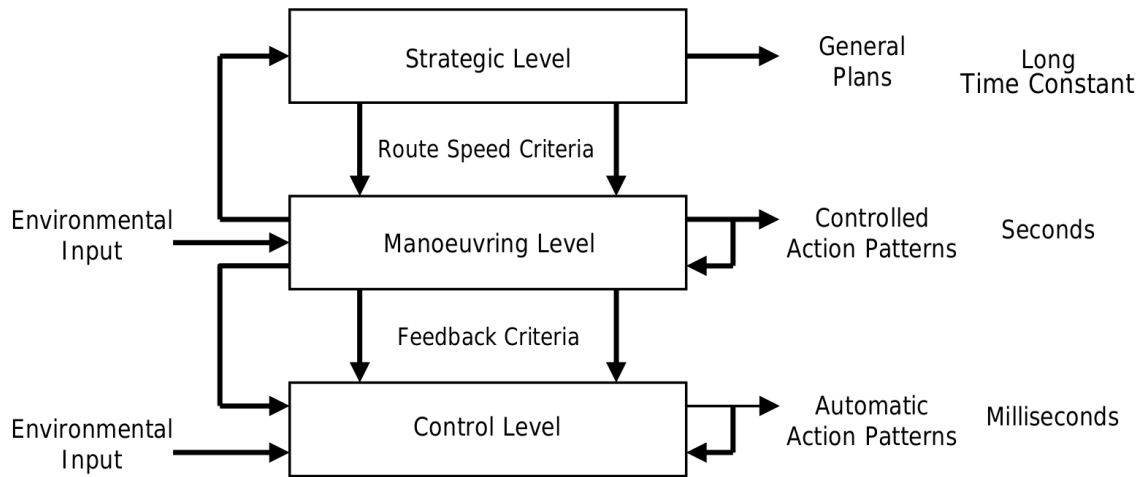 Strategic Level
General
Plans
Long
Time Constant
Route Speed Criteria
Environmental
Input
Manoeuvring Level
Controlled
Action Patterns
Seconds
Feedback Criteria
Environmental
Input
Control Level
Automatic
Action Patterns
Milliseconds